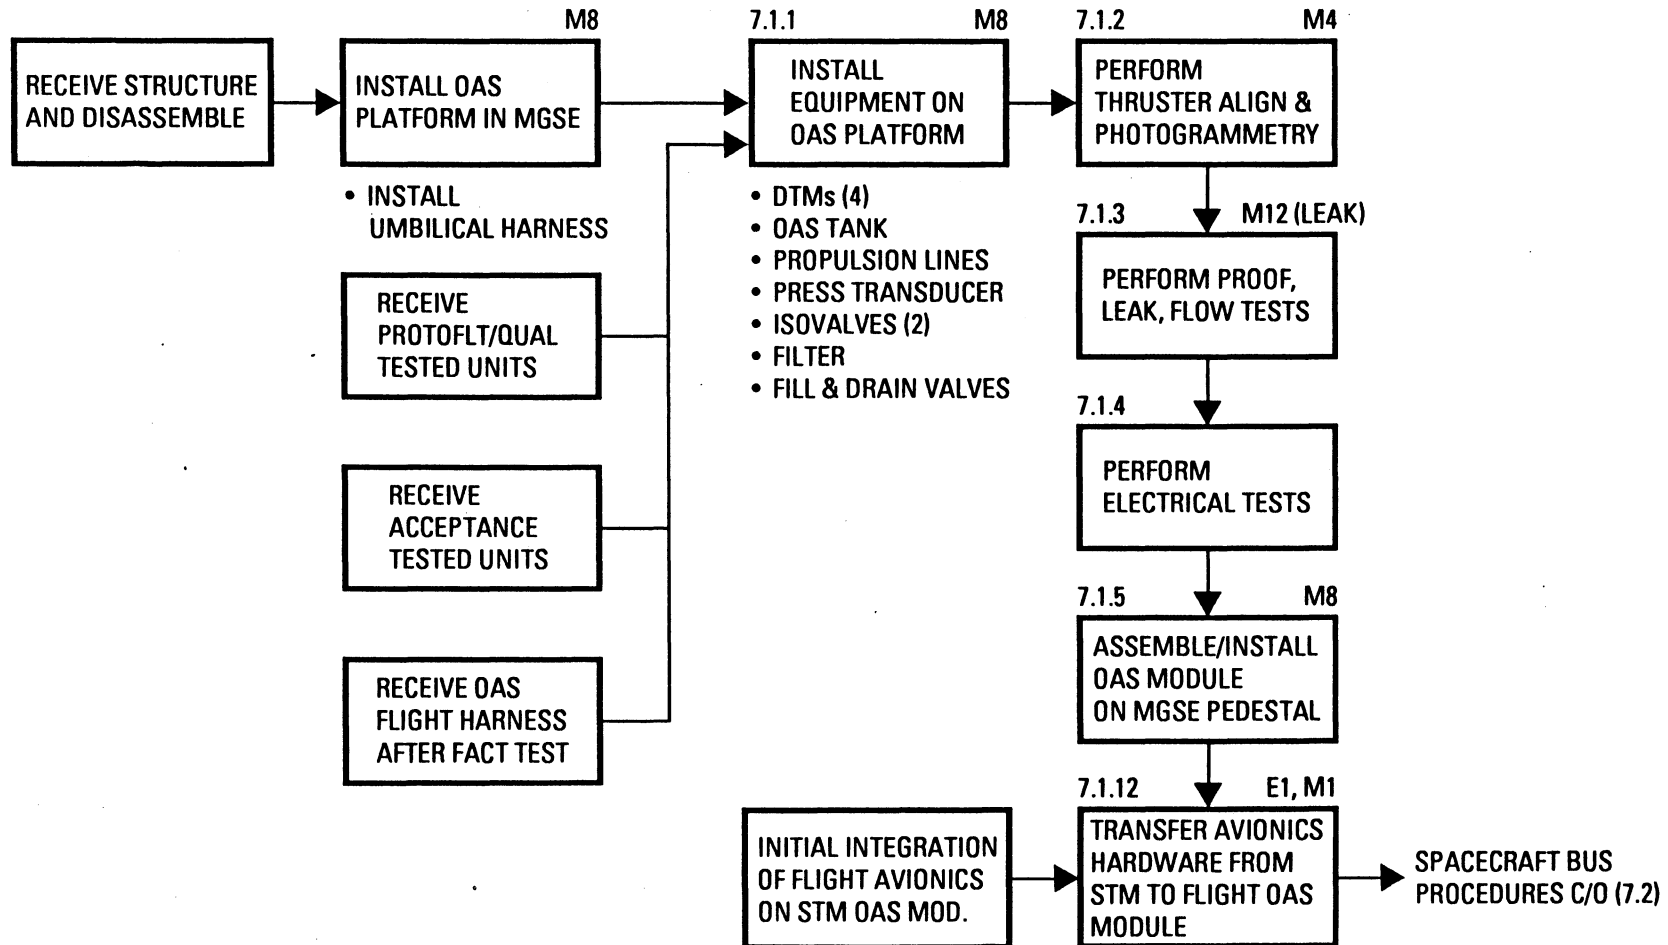 M8
RECEIVE STRUCTURE
AND DISASSEMBLE
INSTALL OAS
PLATFORM IN MGSE
• INSTALL
UMBILICAL HARNESS
RECEIVE
PROTOFLT/QUAL
TESTED UNITS
RECEIVE
ACCEPTANCE
TESTED UNITS
RECEIVE OAS
FLIGHT HARNESS
AFTER FACT TEST
7.1.1
M8
INSTALL
EQUIPMENT ON
OAS PLATFORM
• DTMs (4)
• OAS TANK
• PROPULSION LINES
• PRESS TRANSDUCER
• ISOVALVES (2)
• FILTER
• FILL & DRAIN VALVES
7.1.2
M4
PERFORM
THRUSTER ALIGN &
PHOTOGRAMMETRY
7.1.3
M12 (LEAK)
PERFORM PROOF,
LEAK, FLOW TESTS
7.1.4
PERFORM
ELECTRICAL TESTS
7.1.5
M8
ASSEMBLE/INSTALL
OAS MODULE
ON MGSE PEDESTAL
INITIAL INTEGRATION
OF FLIGHT AVIONICS
ON STM OAS MOD.
7.1.12
E1, M1
TRANSFER AVIONICS
HARDWARE FROM
STM TO FLIGHT OAS
MODULE
SPACECRAFT BUS
PROCEDURES C/O (7.2)